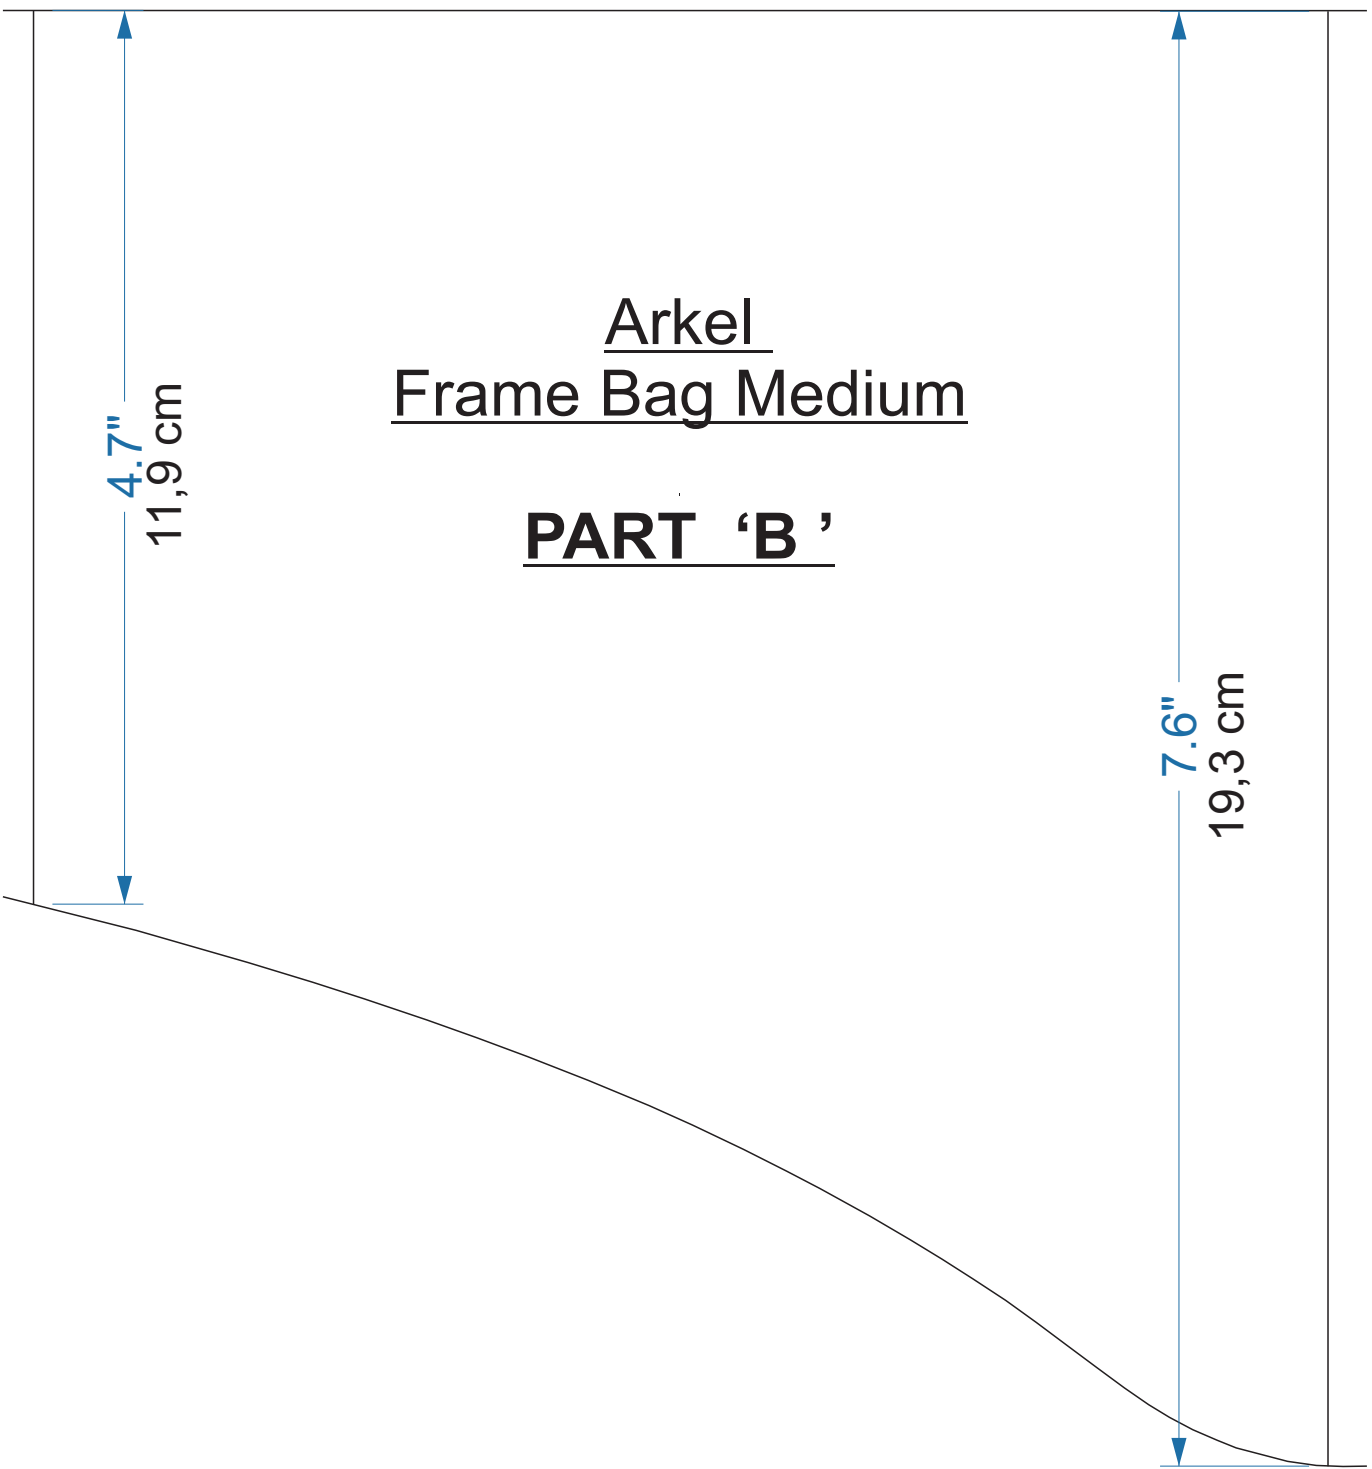 Arkel
Frame Bag Medium
PART ‘B ’
4.7"
11,9 cm
7.6"
19,3 cm